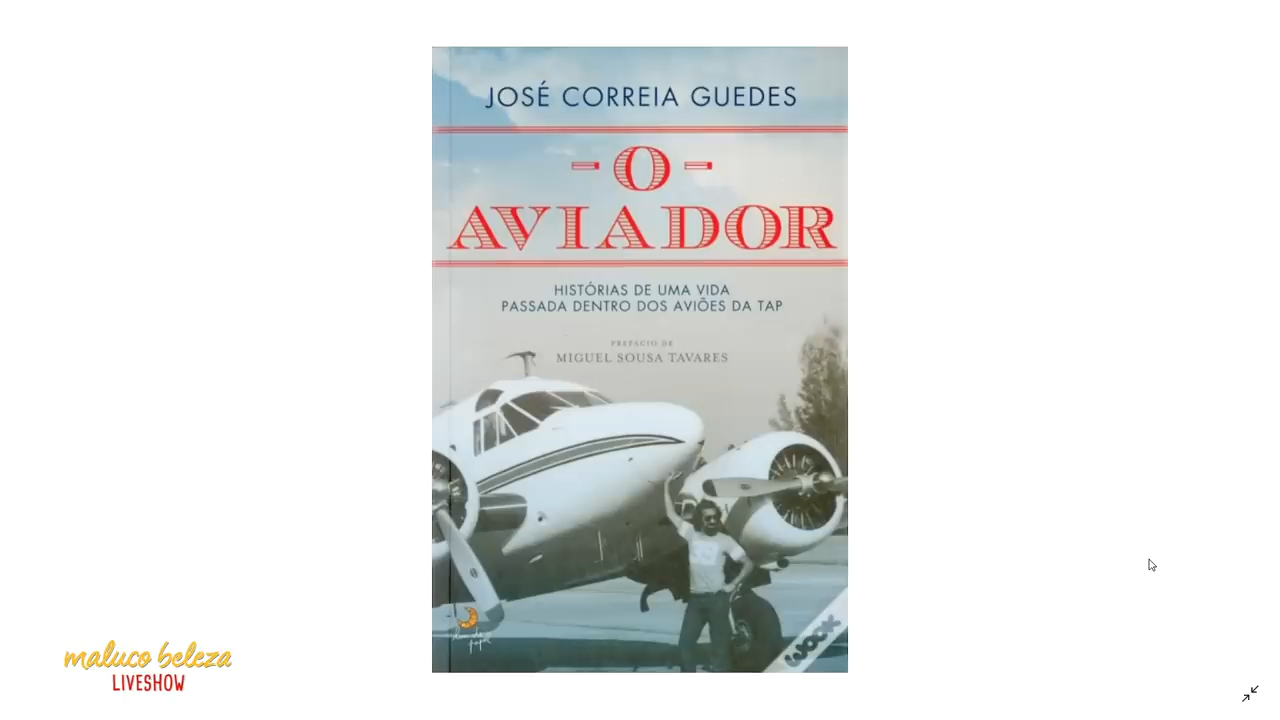 JOSÉ CORREIA GUEDES
- O -
AVIADOR
HISTÓRIAS DE UMA VIDA
PASSADA DENTRO DOS AVIÕES DA TAP
PREFÁCIO DE
MIGUEL SOUSA TAVARES
WOOK
maluco beleza
LIVESHOW